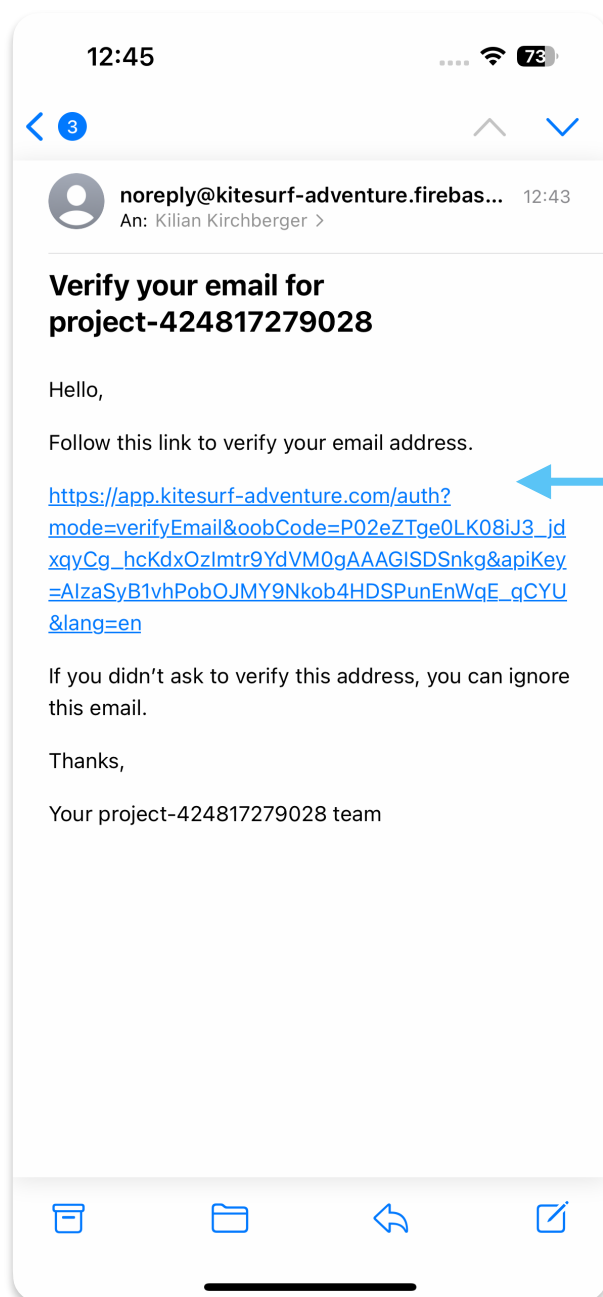 12:45
73
3
noreply@kitesurf-adventure.firebas...
12:43
An: Kilian Kirchberger
Verify your email for
project-424817279028
Hello,
Follow this link to verify your email address.
https://app.kitesurf-adventure.com/auth?
mode=verifyEmail&oobCode=P02eZTge0LK08iJ3_jd
xqyCg_hcKdxOzImtr9YdVM0gAAAGISDSnkg&apiKey
=AIzaSyB1vhPobOJMY9Nkob4HDSPunEnWqE_qCYU
&lang=en
If you didn’t ask to verify this address, you can ignore
this email.
Thanks,
Your project-424817279028 team